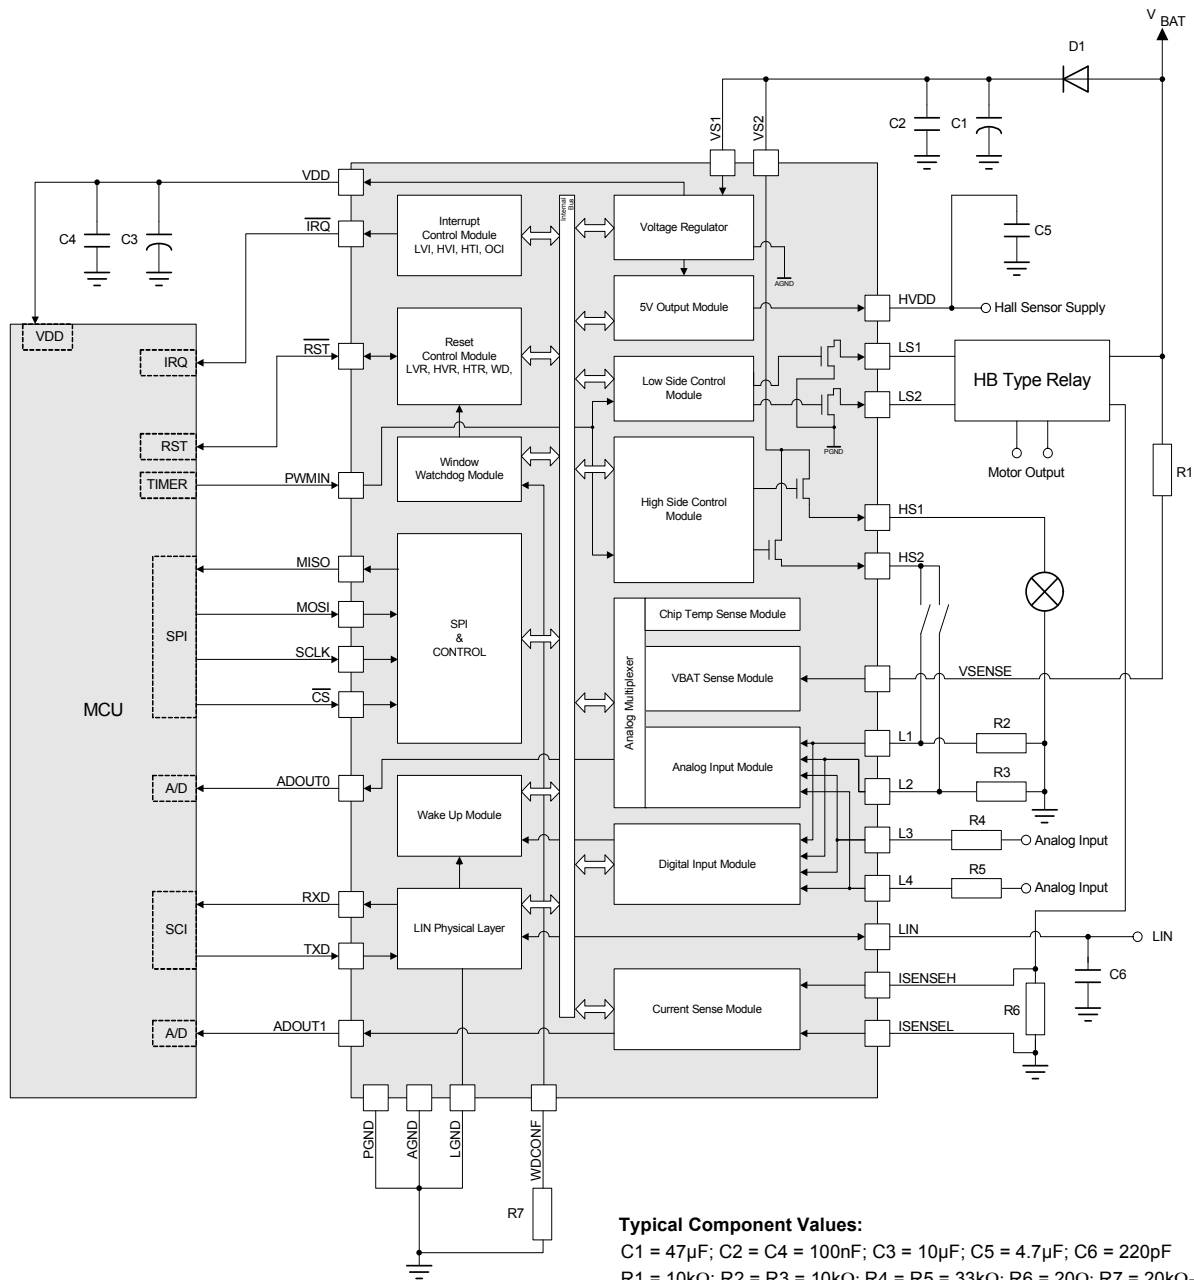 V BAT
D1
VS1
VS2
C2
C1
VDD
C4
C3
IRQ
Interrupt
Control Module
LVI, HVI, HTI, OCI
Internal
Bus
Voltage Regulator
AGND
C5
5V Output Module
HVDD
Hall Sensor Supply
VDD
IRQ
RST
Reset
Control Module
LVR, HVR, HTR, WD,
Low Side Control
Module
LS1
LS2
HB Type Relay
PGND
Motor Output
R1
RST
TIMER
PWMIN
Window
Watchdog Module
High Side Control
Module
HS1
HS2
MISO
MOSI
SCLK
CS
SPI
SPI
&
CONTROL
MCU
Analog Multiplexer
Chip Temp Sense Module
VBAT Sense Module
VSENSE
Analog Input Module
L1
R2
L2
R3
A/D
ADOUT0
Wake Up Module
Digital Input Module
L3
R4
Analog Input
L4
R5
Analog Input
SCI
RXD
TXD
LIN Physical Layer
LIN
LIN
C6
ISENSEH
Current Sense Module
R6
ISENSEL
A/D
ADOUT1
PGND
AGND
LGND
WDCONF
R7
Typical Component Values:
C1 = 47µF; C2 = C4 = 100nF; C3 = 10µF; C5 = 4.7µF; C6 = 220pF